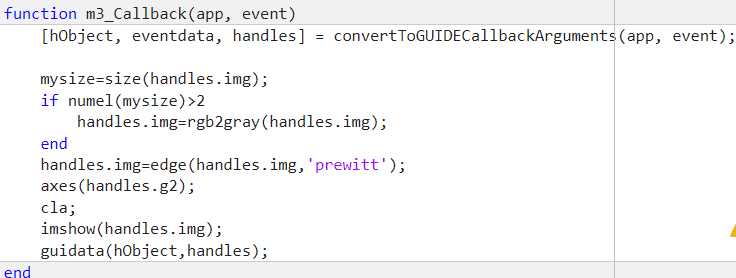 function m3_Callback(app, event)
[hObject, eventdata, handles] = convertToGUIDECallbackArguments(app, event);
mysize=size(handles.img);
if numel(mysize)>2
handles.img=rgb2gray(handles.img);
end
handles.img=edge(handles.img,'prewitt');
axes(handles.g2);
cla;
imshow(handles.img);
guidata(hObject,handles);
end